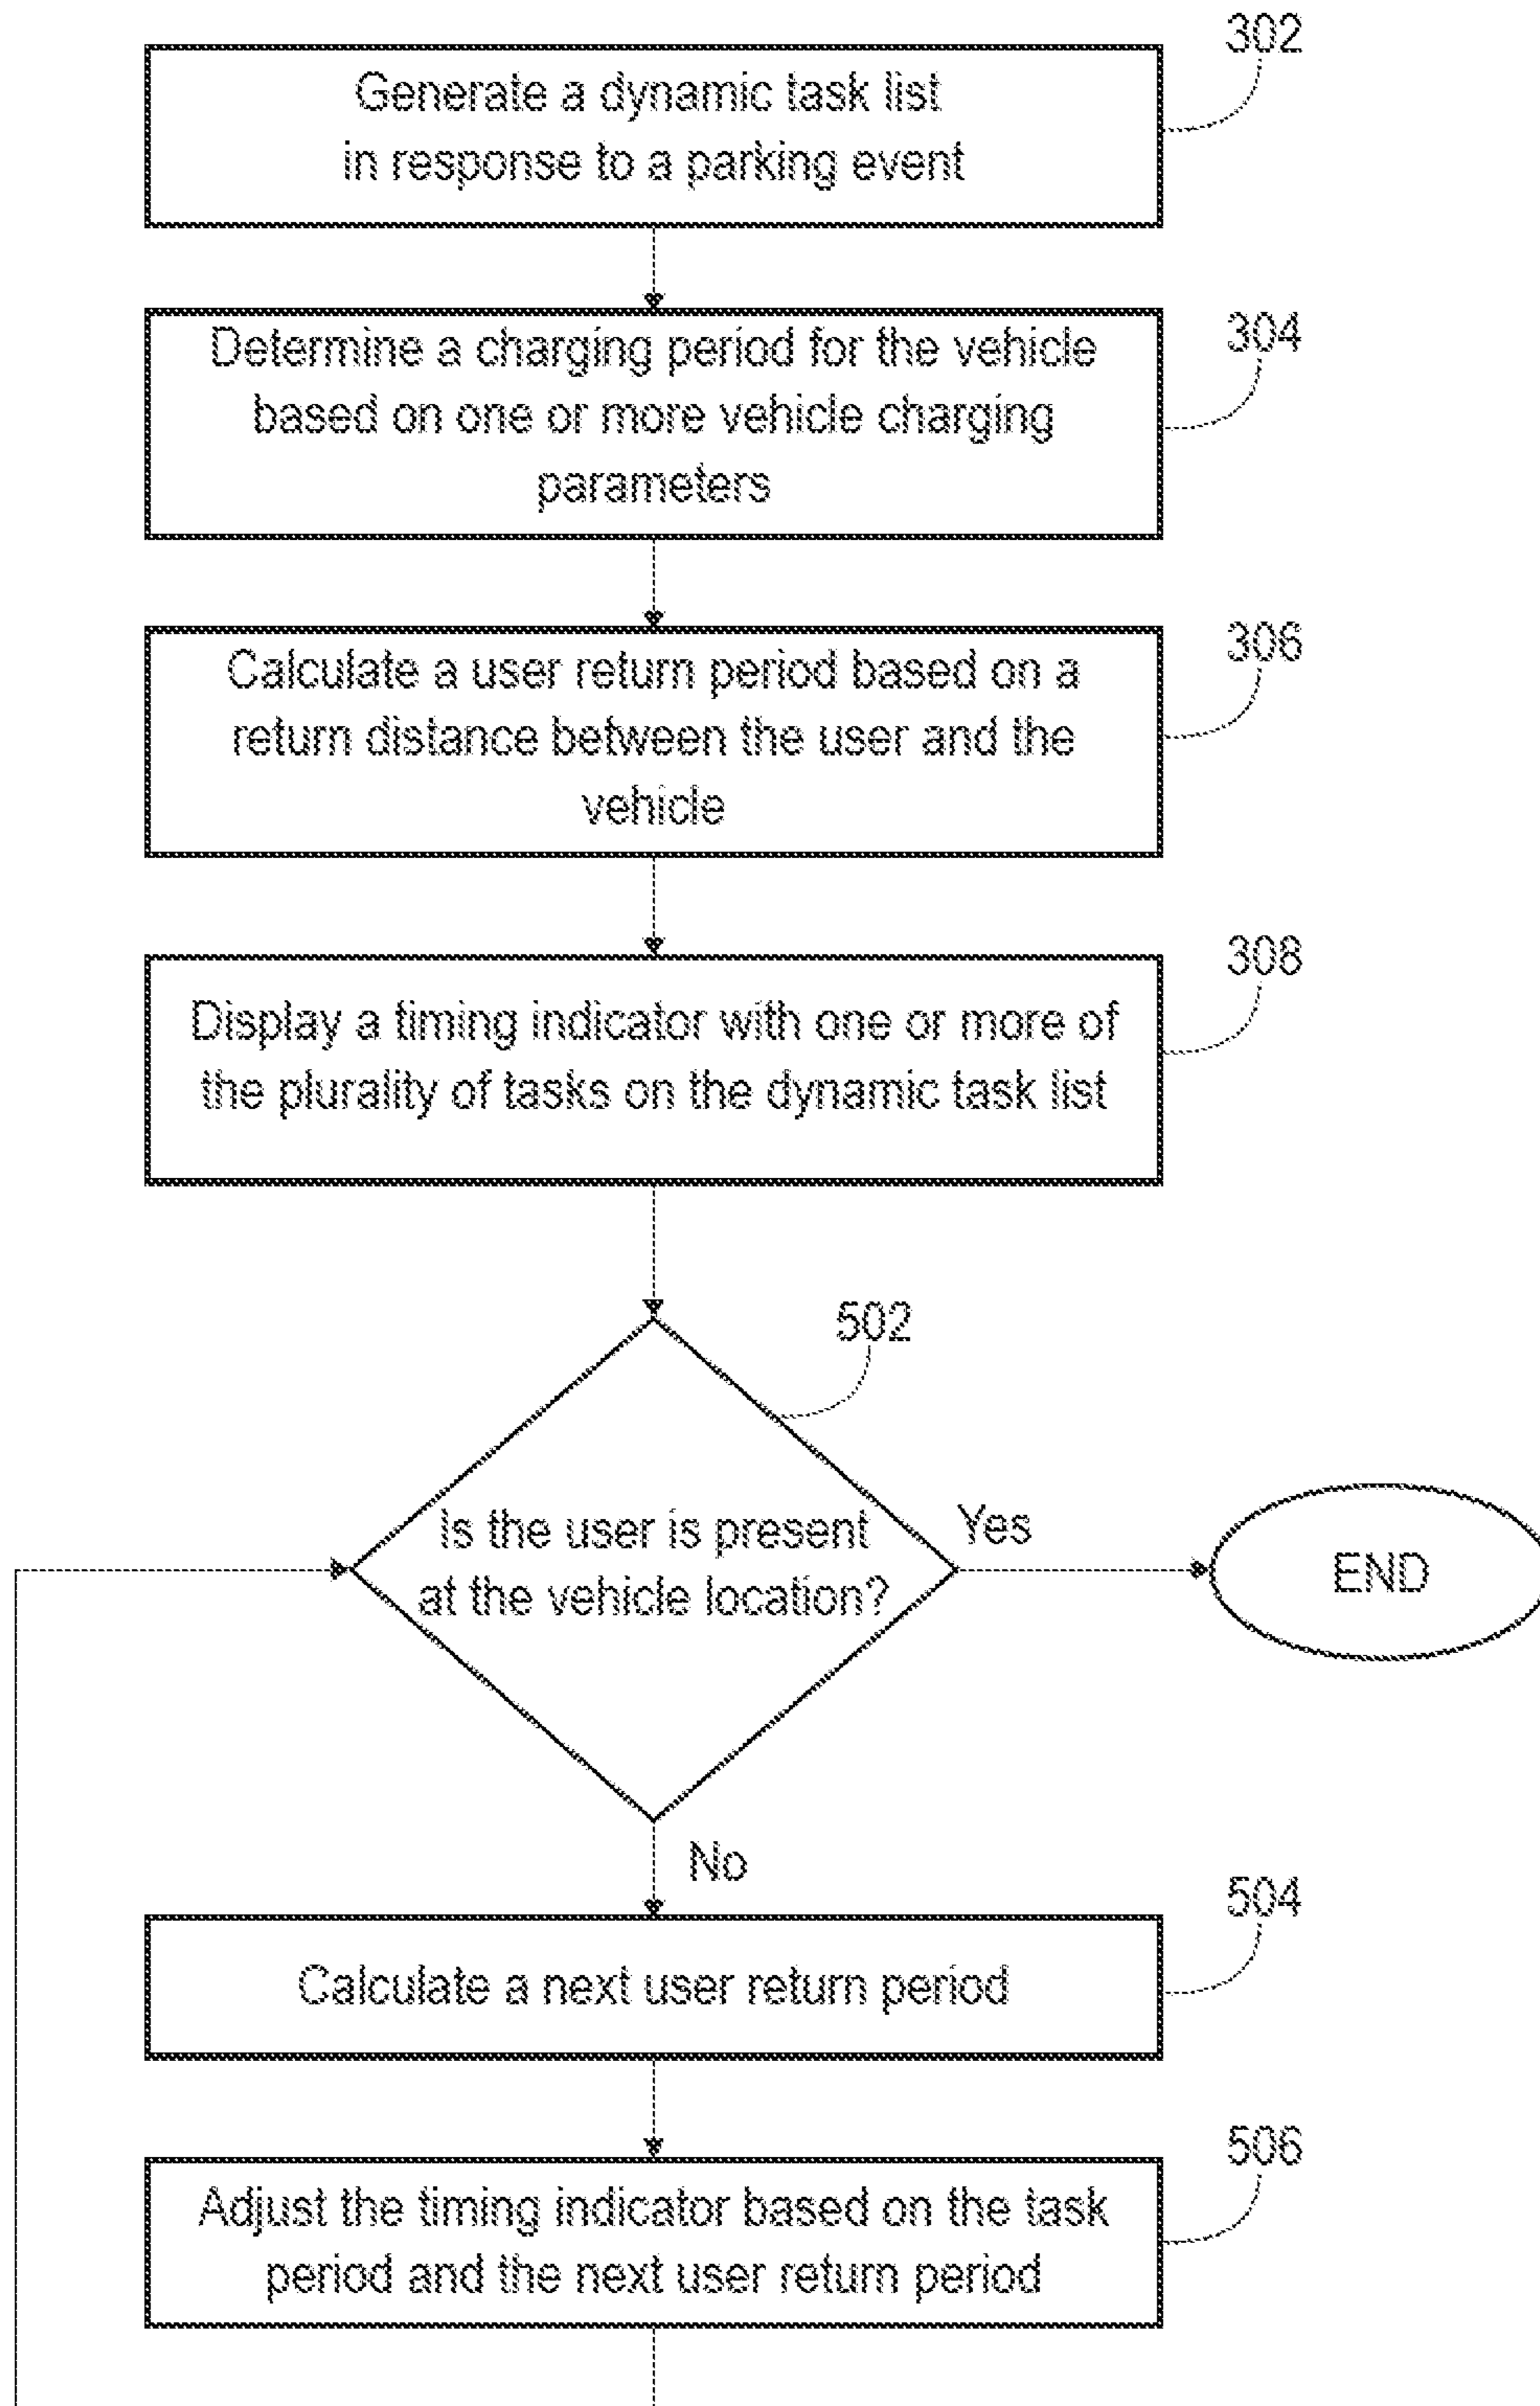 302
Generate a dynamic task list
in response to a parking event
304
Determine a charging period for the vehicle
based on one or more vehicle charging
parameters
306
Calculate a user return period based on a
return distance between the user and the
vehicle
308
Display a timing indicator with one or more of
the plurality of tasks on the dynamic task list
502
Is the user is present
at the vehicle location?
Yes
END
No
504
Calculate a next user return period
506
Adjust the timing indicator based on the task
period and the next user return period